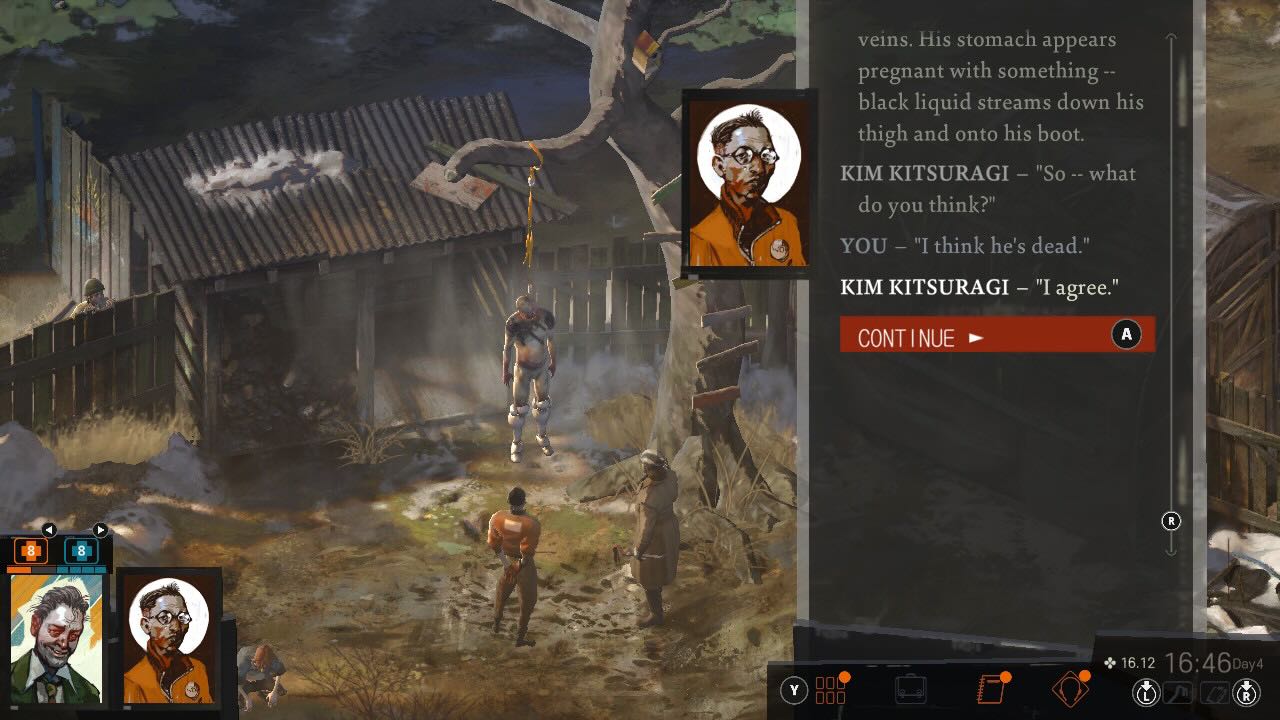 veins. His stomach appears
pregnant with something --
black liquid streams down his
thigh and onto his boot.
KIM KITSURAGI – "So -- what
do you think?"
YOU – "I think he's dead."
KIM KITSURAGI – "I agree."
CONTINUE ► A
R
8 8
Y
16.12 16:46 Day4
L R